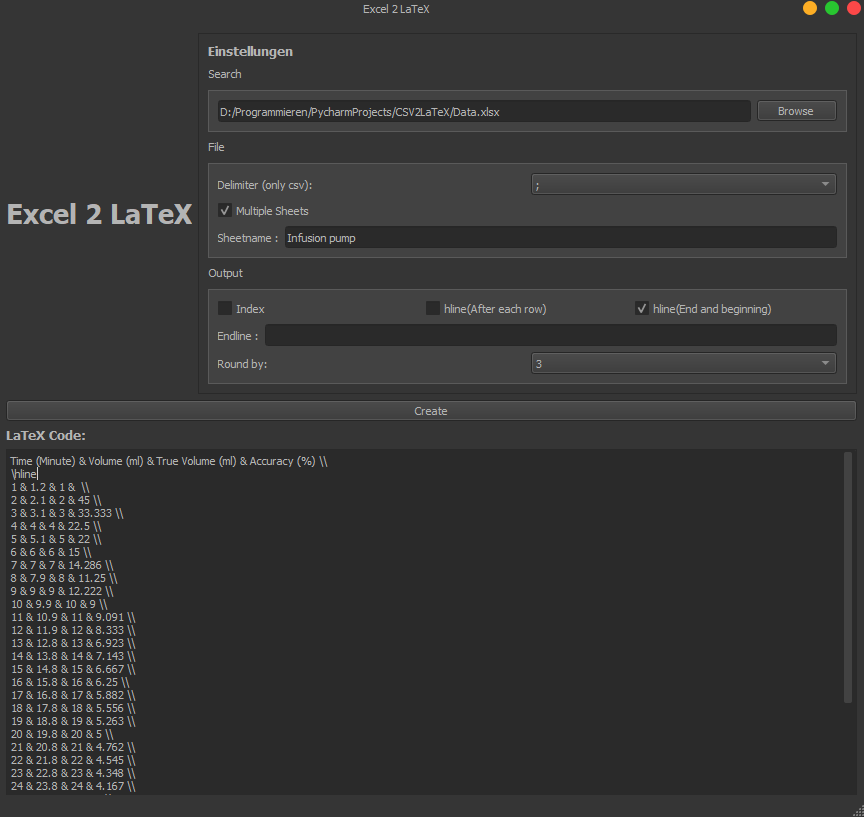 Excel 2 LaTeX
Excel 2 LaTeX
Einstellungen
Search
D:/Programmieren/PycharmProjects/CSV2LaTeX/Data.xlsx Browse
File
Delimiter (only csv): ;
Multiple Sheets
Sheetname : Infusion pump
Output
Index hline(After each row) hline(End and beginning)
Endline :
Round by: 3
Create
LaTeX Code:
Time (Minute) & Volume (ml) & True Volume (ml) & Accuracy (%) \\
\hline
1 & 1.2 & 1 &  \\
2 & 2.1 & 2 & 45 \\
3 & 3.1 & 3 & 33.333 \\
4 & 4 & 4 & 22.5 \\
5 & 5.1 & 5 & 22 \\
6 & 6 & 6 & 15 \\
7 & 7 & 7 & 14.286 \\
8 & 7.9 & 8 & 11.25 \\
9 & 9 & 9 & 12.222 \\
10 & 9.9 & 10 & 9 \\
11 & 10.9 & 11 & 9.091 \\
12 & 11.9 & 12 & 8.333 \\
13 & 12.8 & 13 & 6.923 \\
14 & 13.8 & 14 & 7.143 \\
15 & 14.8 & 15 & 6.667 \\
16 & 15.8 & 16 & 6.25 \\
17 & 16.8 & 17 & 5.882 \\
18 & 17.8 & 18 & 5.556 \\
19 & 18.8 & 19 & 5.263 \\
20 & 19.8 & 20 & 5 \\
21 & 20.8 & 21 & 4.762 \\
22 & 21.8 & 22 & 4.545 \\
23 & 22.8 & 23 & 4.348 \\
24 & 23.8 & 24 & 4.167 \\